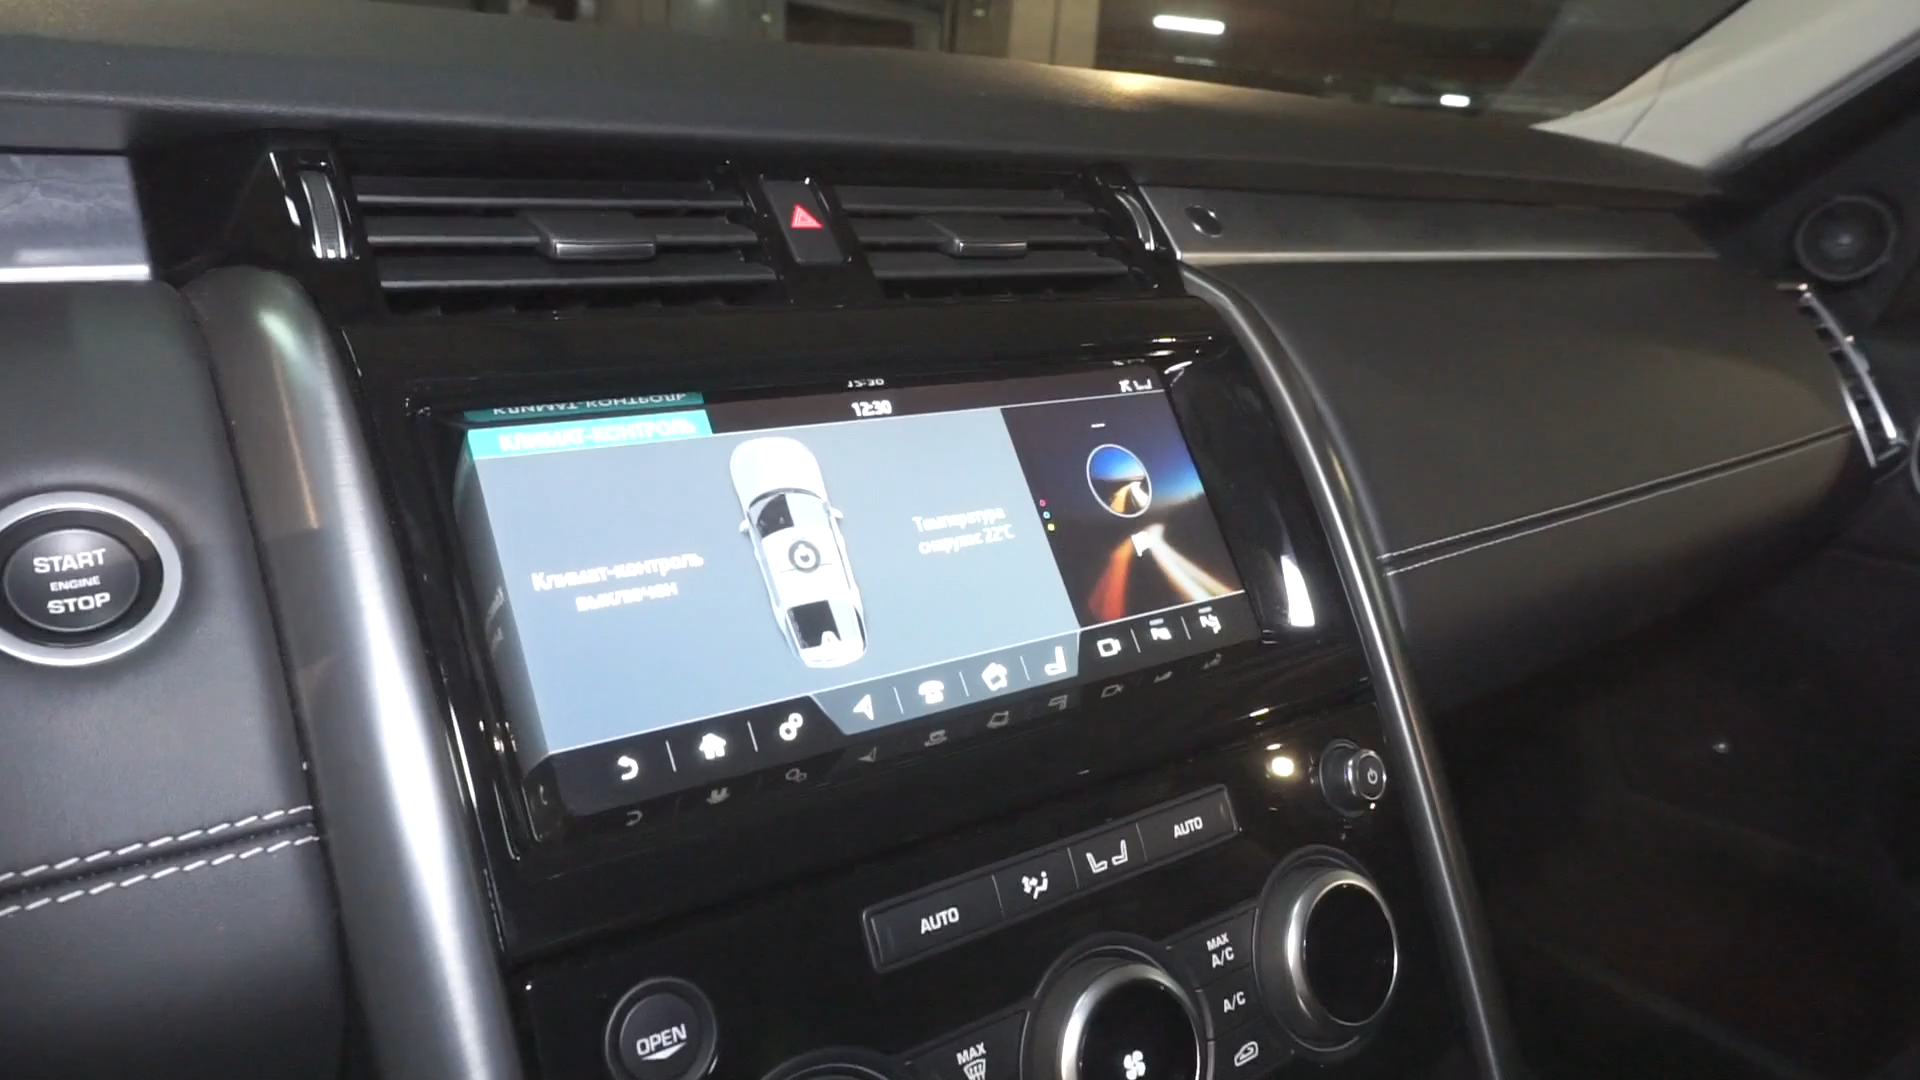 КЛИМАТ-КОНТРОЛЬ
12:30
Климат-контроль
выключен
Температура
снаружи: 22°C
START
ENGINE
STOP
AUTO
AUTO
MAX
A/C
A/C
OPEN
MAX